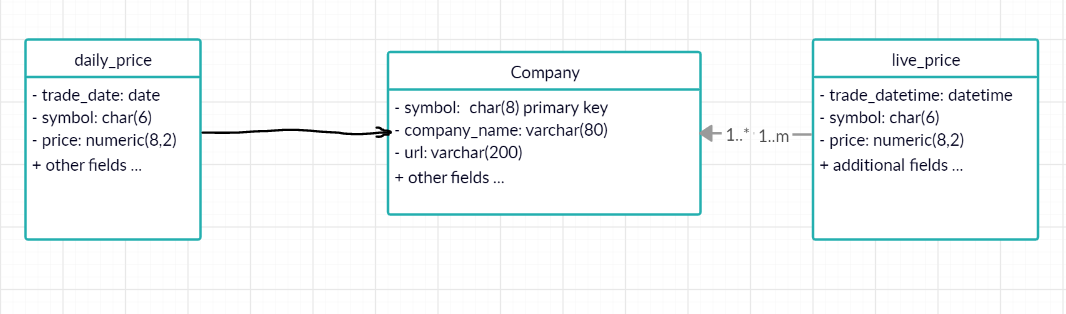 daily_price
- trade_date: date
- symbol: char(6)
- price: numeric(8,2)
+ other fields ...
Company
- symbol:  char(8) primary key
- company_name: varchar(80)
- url: varchar(200)
+ other fields ...
1..* 1..m
live_price
- trade_datetime: datetime
- symbol: char(6)
- price: numeric(8,2)
+ additional fields ...